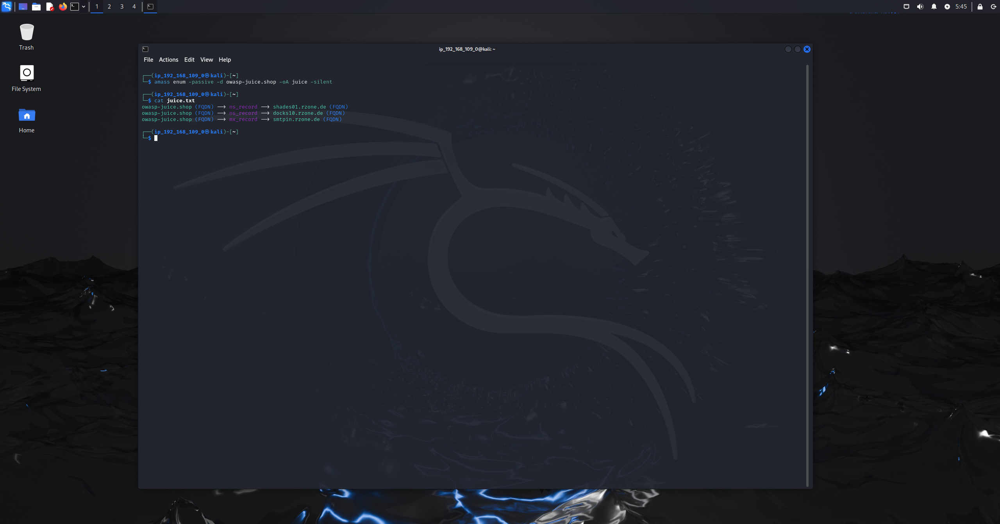 1 2 3 4
5:45
Trash
File System
Home
ip_192_168_109_0@kali: ~
File Actions Edit View Help
┌──(ip_192_168_109_0㉿kali)-[~]
└─$ amass enum -passive -d owasp-juice.shop -oA juice -silent
┌──(ip_192_168_109_0㉿kali)-[~]
└─$ cat juice.txt
owasp-juice.shop (FQDN) ⟶ ns_record ⟶ shades01.rzone.de (FQDN)
owasp-juice.shop (FQDN) ⟶ ns_record ⟶ docks10.rzone.de (FQDN)
owasp-juice.shop (FQDN) ⟶ mx_record ⟶ smtpin.rzone.de (FQDN)
┌──(ip_192_168_109_0㉿kali)-[~]
└─$